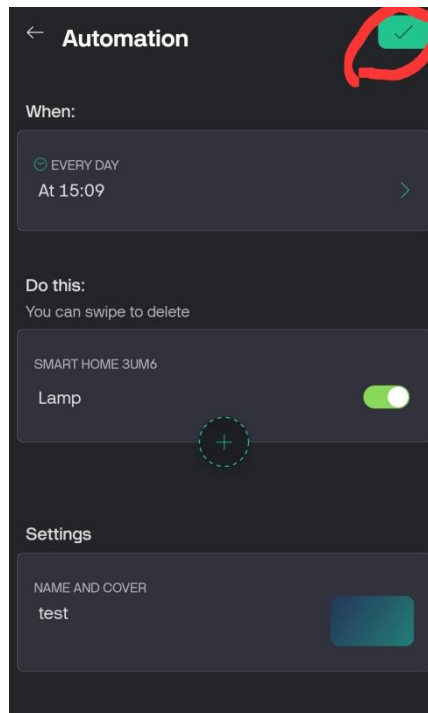 Automation
When:
EVERY DAY
At 15:09
Do this:
You can swipe to delete
SMART HOME 3UM6
Lamp
Settings
NAME AND COVER
test